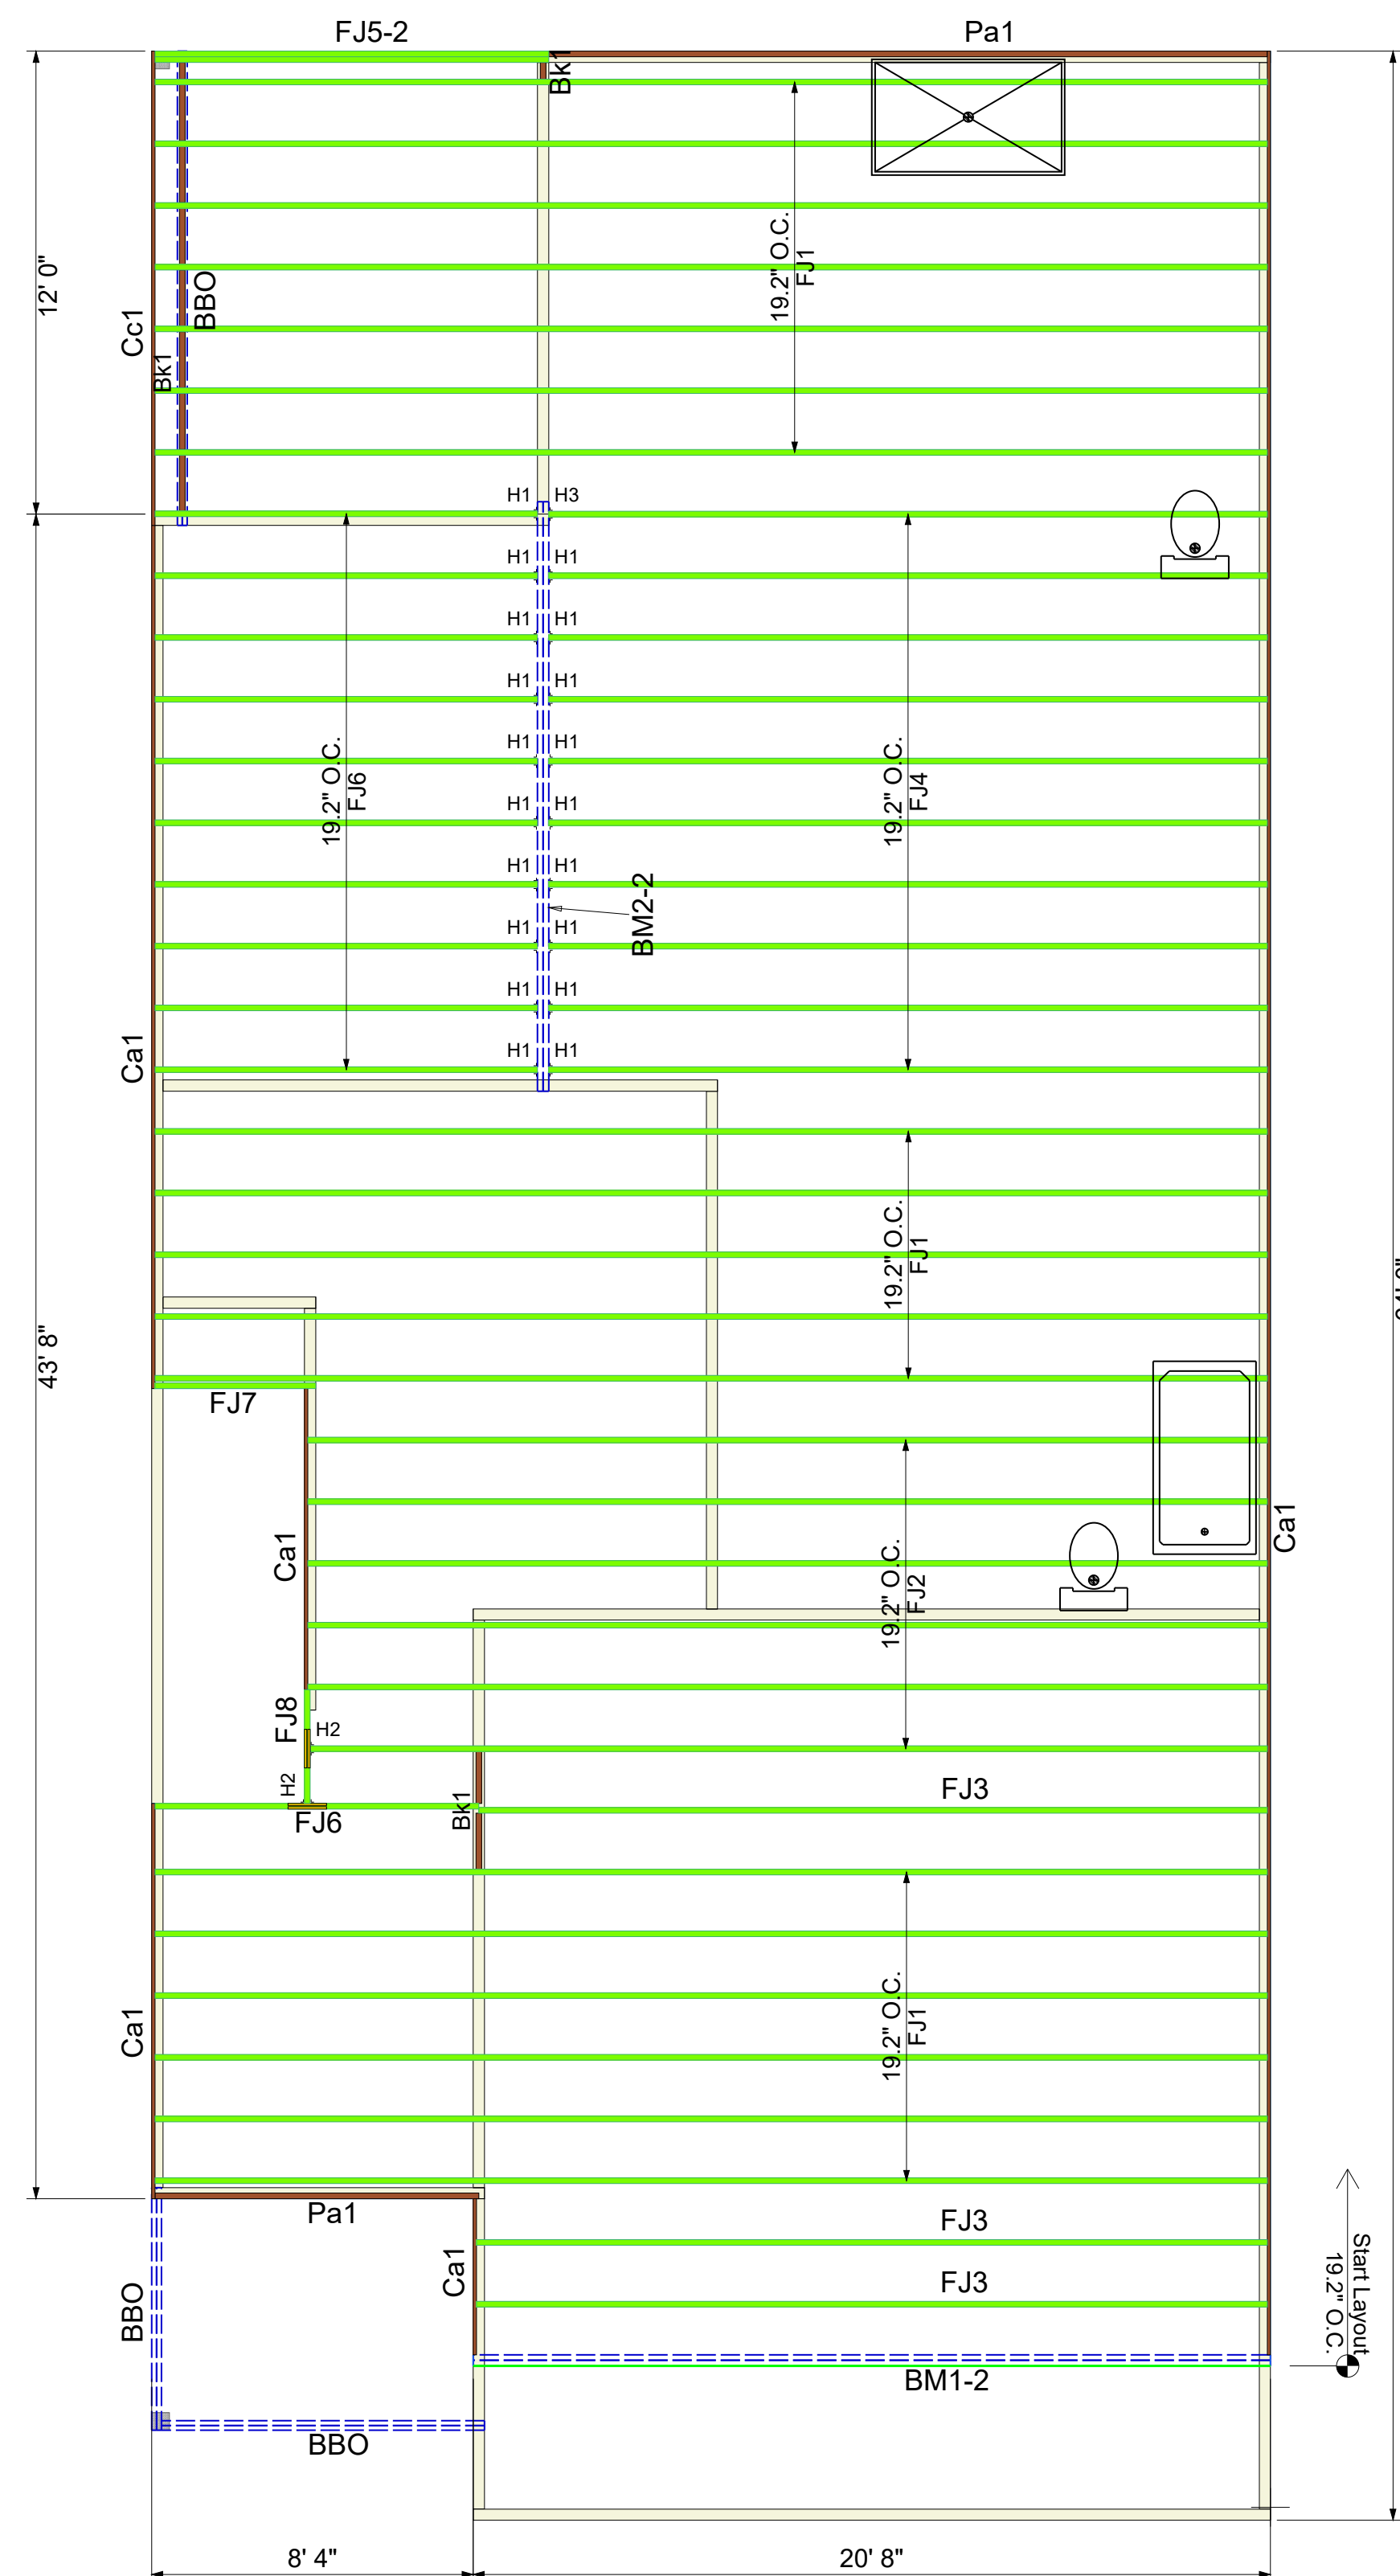 FJ5-2
Pa1
Bk1
12' 0"
Cc1
BBO
Bk1
19.2" O.C.
FJ1
H1 H3
H1 H1
H1 H1
H1 H1
H1 H1
H1 H1
H1 H1
H1 H1
H1 H1
H1 H1
19.2" O.C.
FJ6
19.2" O.C.
FJ4
BM2-2
Ca1
43' 8"
19.2" O.C.
FJ1
FJ7
Ca1
Ca1
19.2" O.C.
FJ2
FJ8
H2
H2
FJ6
Bk1
FJ3
19.2" O.C.
FJ1
Ca1
Pa1
Ca1
FJ3
FJ3
Start Layout
19.2" O.C.
BBO
BM1-2
BBO
8' 4"
20' 8"